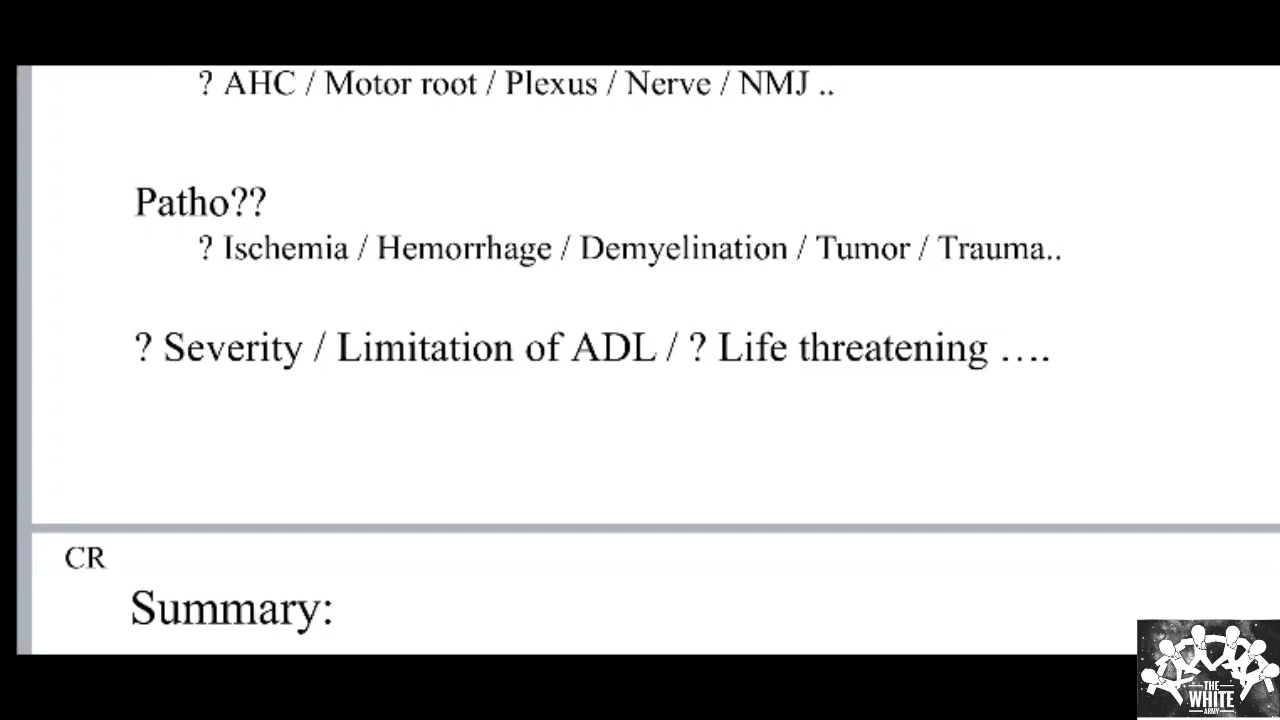 ? AHC / Motor root / Plexus / Nerve / NMJ ..
Patho??
? Ischemia / Hemorrhage / Demyelination / Tumor / Trauma..
? Severity / Limitation of ADL / ? Life threatening ....
CR
Summary:
THE
WHITE
ARMY